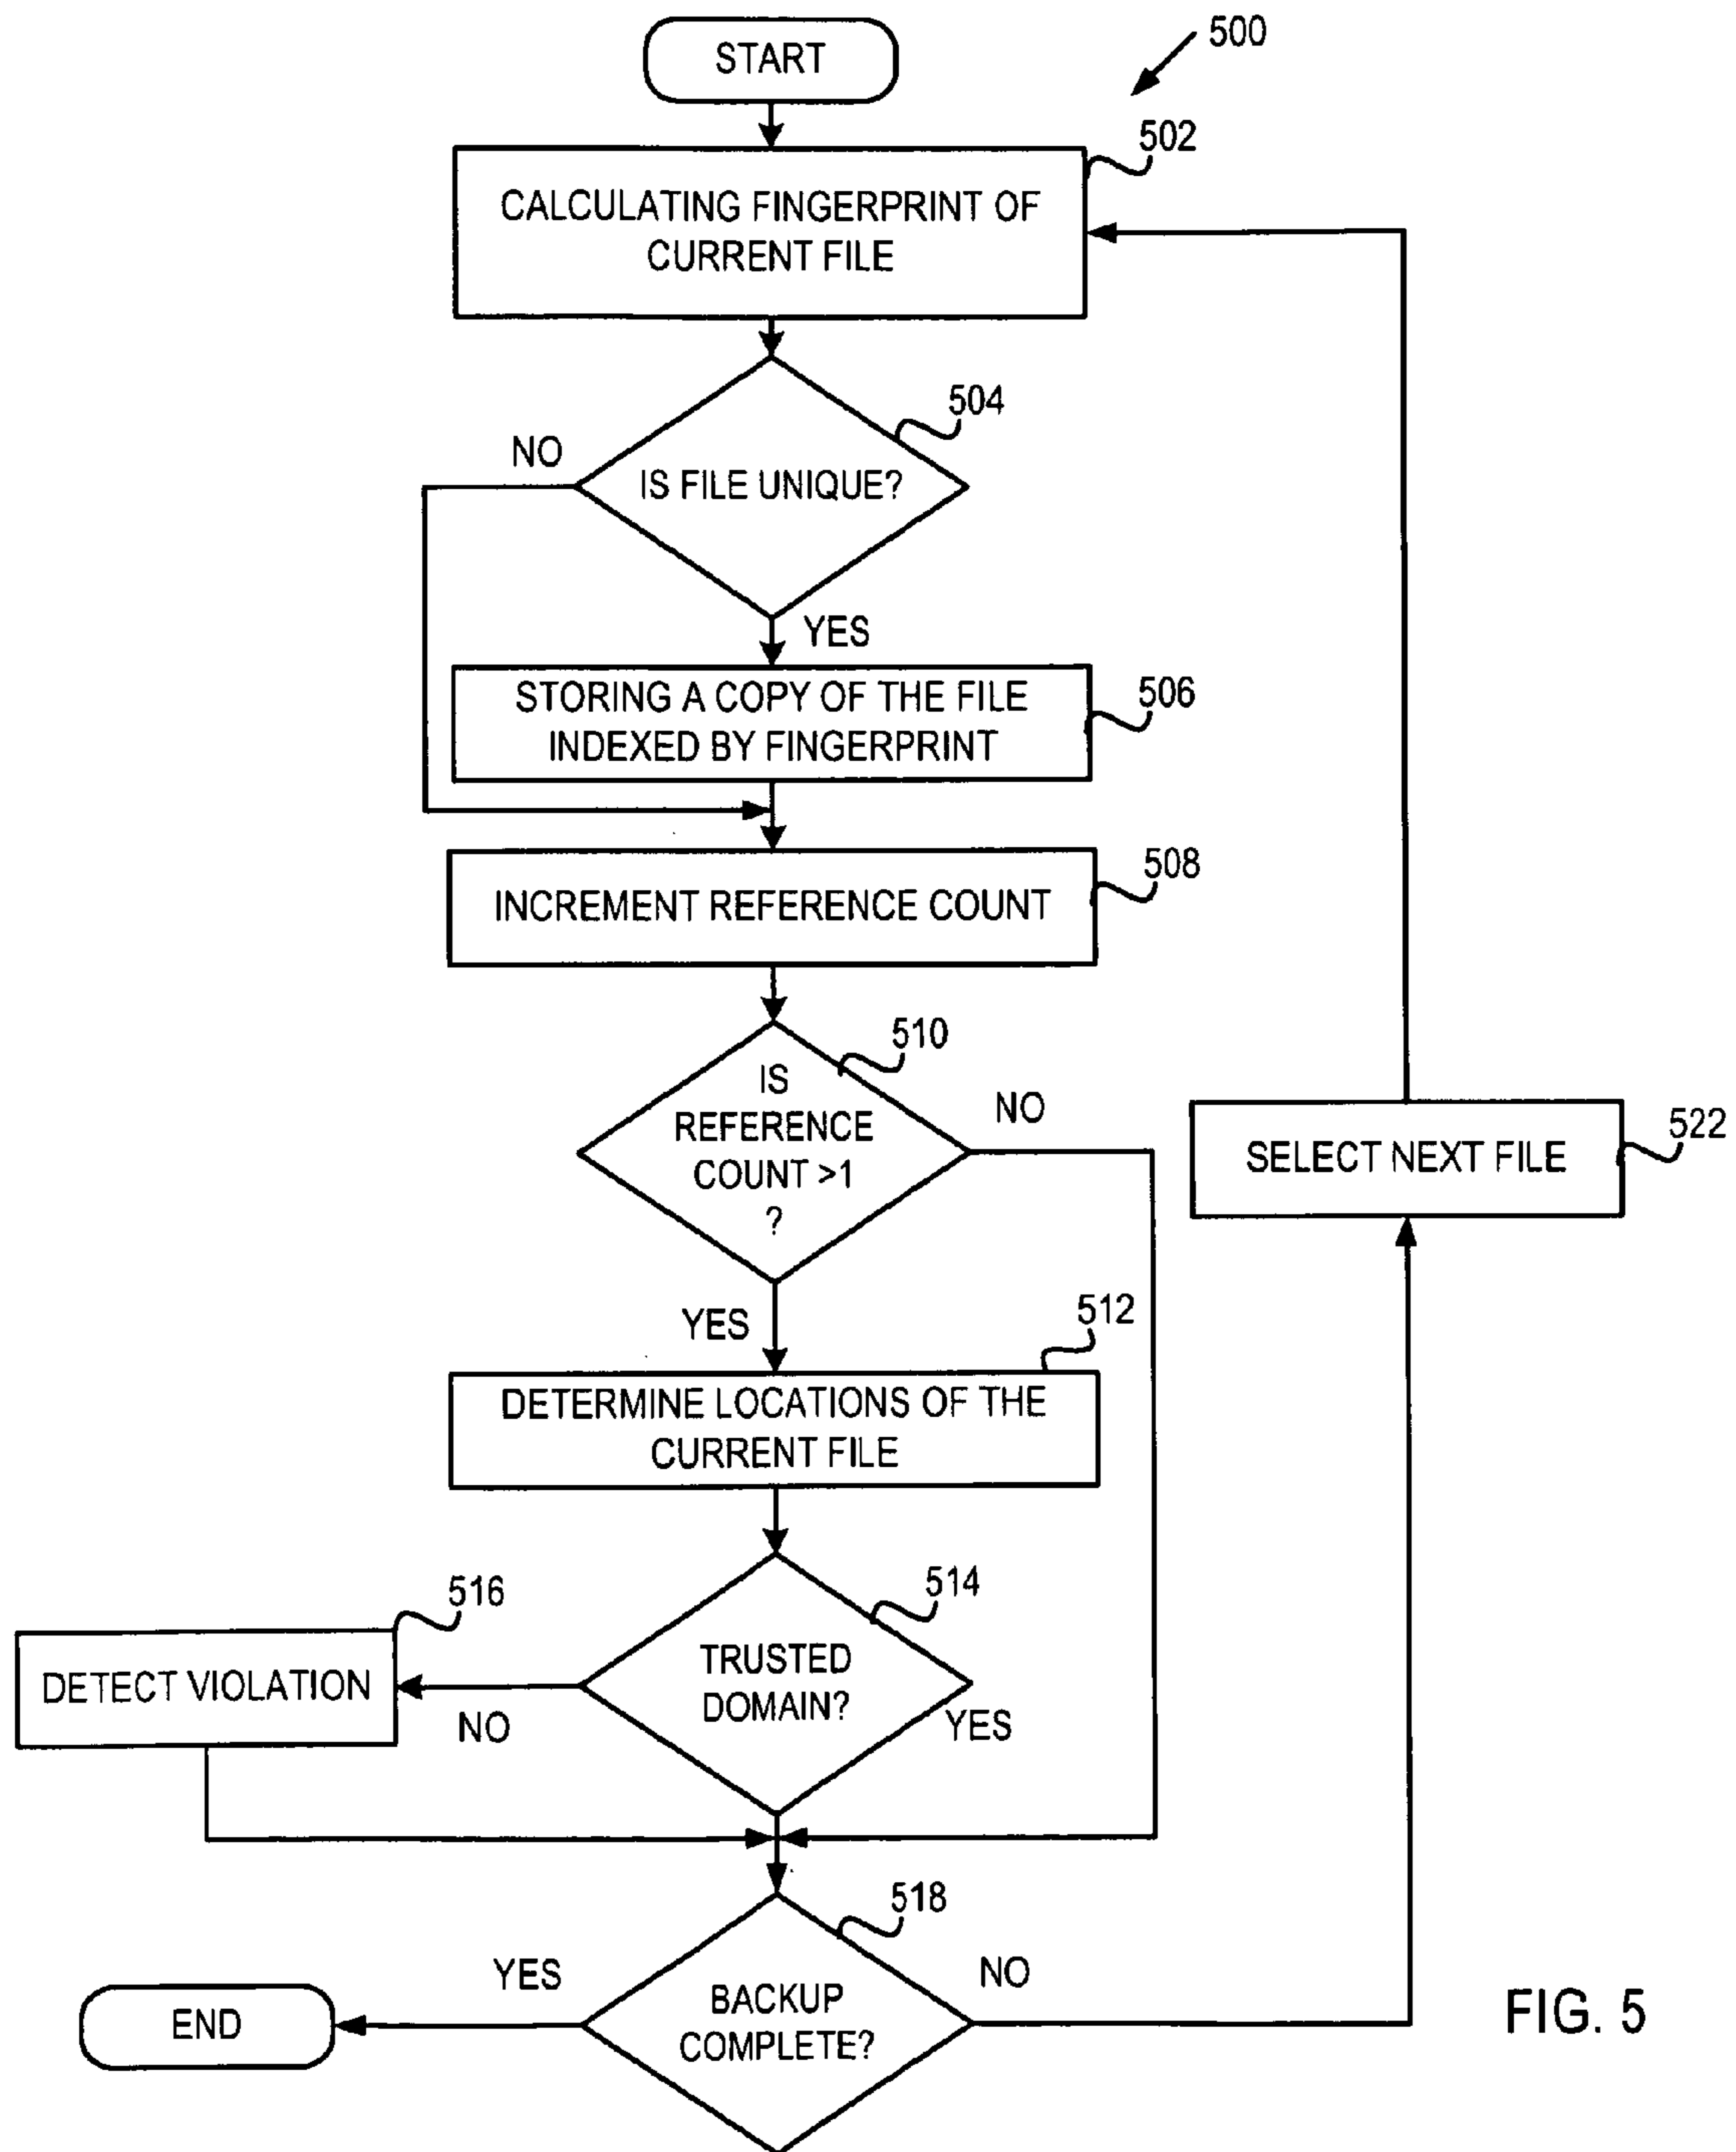 START
500
502
CALCULATING FINGERPRINT OF
CURRENT FILE
504
NO
IS FILE UNIQUE?
YES
STORING A COPY OF THE FILE
INDEXED BY FINGERPRINT
506
508
INCREMENT REFERENCE COUNT
510
IS
REFERENCE
COUNT >1
?
NO
SELECT NEXT FILE
522
YES
512
DETERMINE LOCATIONS OF THE
CURRENT FILE
516
514
DETECT VIOLATION
TRUSTED
DOMAIN?
NO
YES
518
YES
NO
END
BACKUP
COMPLETE?
FIG. 5